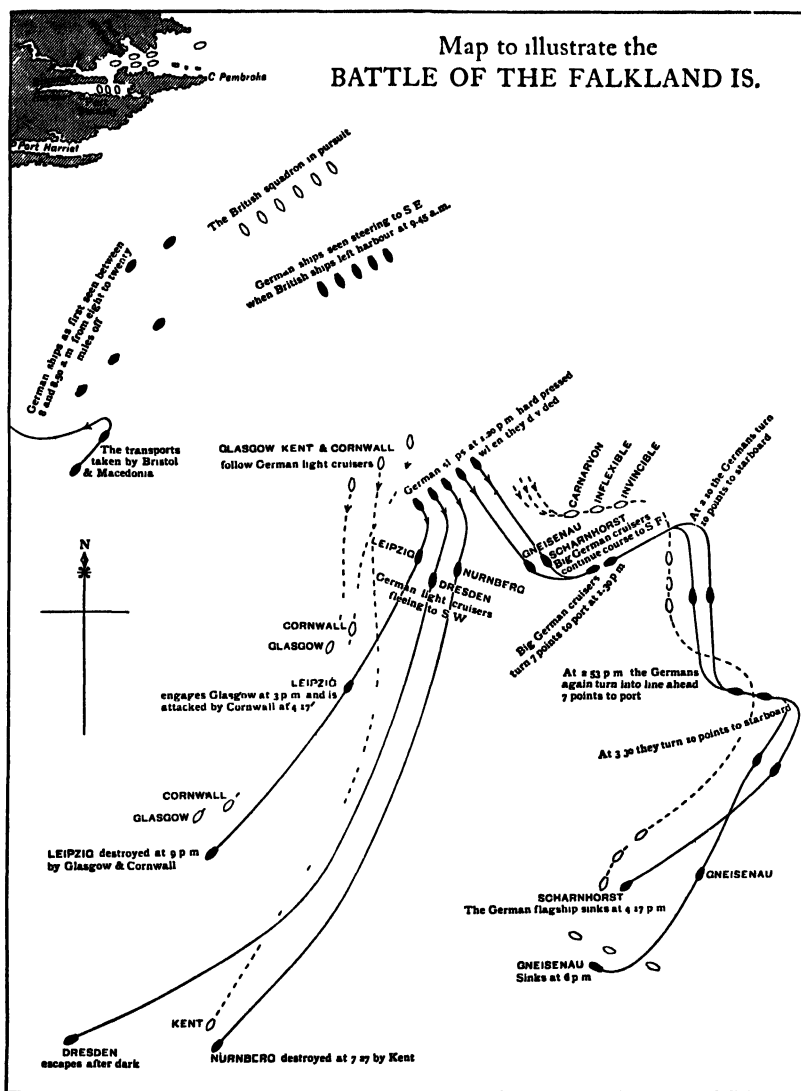 Map to illustrate the
BATTLE OF THE FALKLAND IS.
C Pembroke
Port Harriet
The British squadron in pursuit
German ships seen steering to S E
when British ships left harbour at 9-45 a.m.
German ships as first seen between
8 and 8.50 a m from eight to twenty
miles off
The transports
taken by Bristol
& Macedonia
GLASGOW KENT & CORNWALL
follow German light cruisers
German ps at 1.20 p m hard pressed
they d v ded
CARNARVON
INFLEXIBLE
INVINCIBLE
At 2 10 the Germans turn
10 points to starboard
N
LEIPZIG
DRESDEN
NURNBERG
German light cruisers
fleeing to S W
GNEISENAU
SCHARNHORST
Big German cruisers
continue course to S E
Big German cruisers
turn 7 points to port at 1-30 p m
CORNWALL
GLASGOW
LEIPZIG
engages Glasgow at 3 p m and is
attacked by Cornwall at 4 17
At 2 53 p m the Germans
again turn into line ahead
7 points to port
At 3 30 they turn 10 points to starboard
CORNWALL
GLASGOW
LEIPZIG destroyed at 9 p m
by Glasgow & Cornwall
GNEISENAU
SCHARNHORST
The German flagship sinks at 4 17 p m
GNEISENAU
Sinks at 6 p m
KENT
DRESDEN
escapes after dark
NURNBERG destroyed at 7 27 by Kent